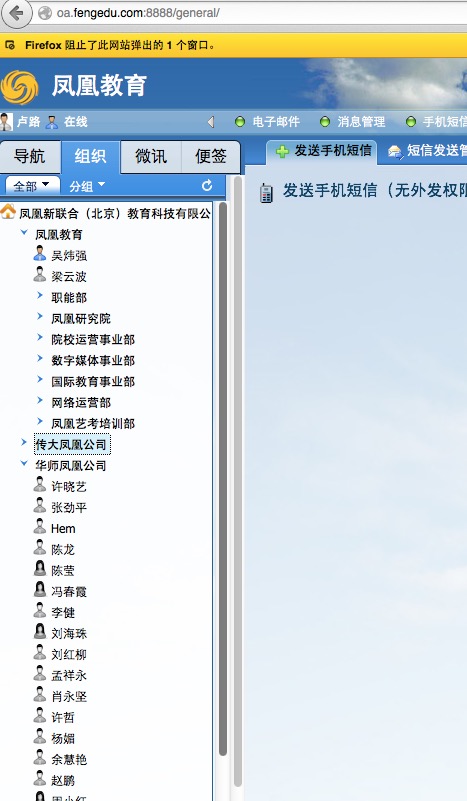 oa.fengedu.com:8888/general/
Firefox 阻止了此网站弹出的 1 个窗口。
凤凰教育
卢路 在线 电子邮件 消息管理 手机短信
导航 组织 微讯 便签 发送手机短信 短信发送管
全部 分组
发送手机短信（无外发权限
凤凰新联合（北京）教育科技有限公
凤凰教育
吴炜强
梁云波
职能部
凤凰研究院
院校运营事业部
数字媒体事业部
国际教育事业部
网络运营部
凤凰艺考培训部
传大凤凰公司
华师凤凰公司
许晓艺
张劲平
Hem
陈龙
陈莹
冯春霞
李健
刘海珠
刘红柳
孟祥永
肖永坚
许哲
杨媚
余慧艳
赵鹏
周小红